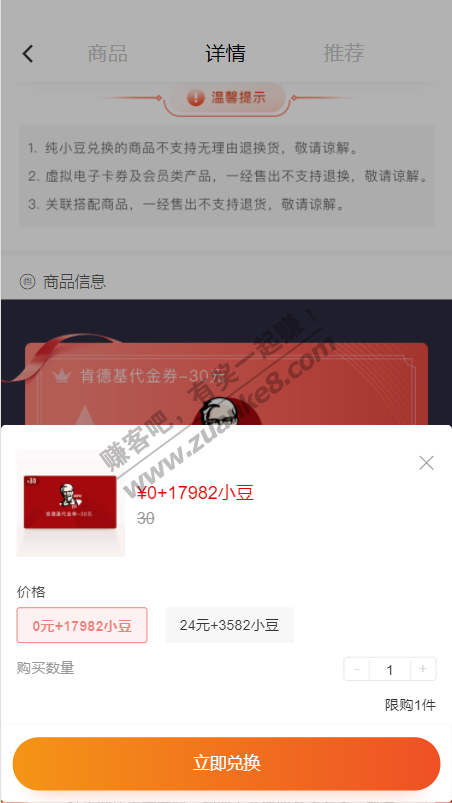 商品
详情
推荐
温馨提示
1. 纯小豆兑换的商品不支持无理由退换货，敬请谅解。
2. 虚拟电子卡券及会员类产品，一经售出不支持退换，敬请谅解。
3. 关联搭配商品，一经售出不支持退货，敬请谅解。
商品信息
肯德基代金券-30元
赚客吧，有奖一起赚！
www.zuanke8.com
¥30
肯德基代金券-30元
¥0+17982小豆
30
价格
0元+17982小豆
24元+3582小豆
购买数量
- 1 +
限购1件
立即兑换